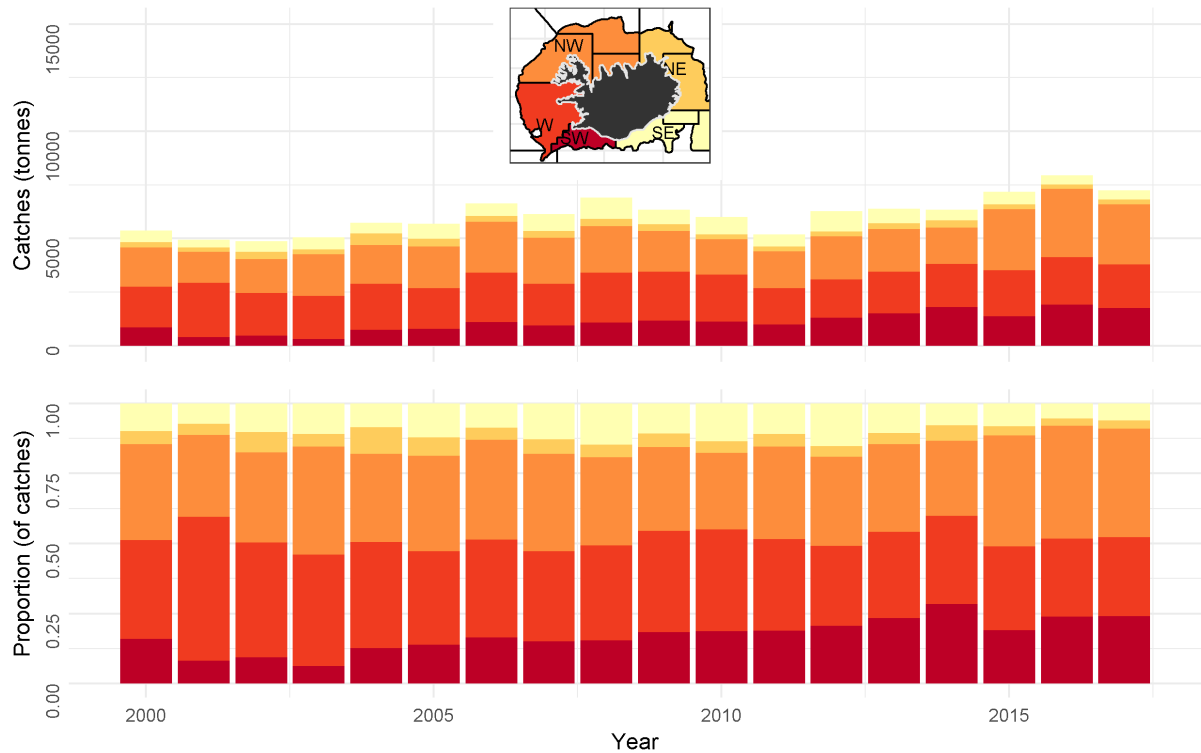 Catches (tonnes)
15000
10000
5000
0
NW
NE
W
SW
SE
Proportion (of catches)
1.00
0.75
0.50
0.25
0.00
2000
2005
2010
2015
Year